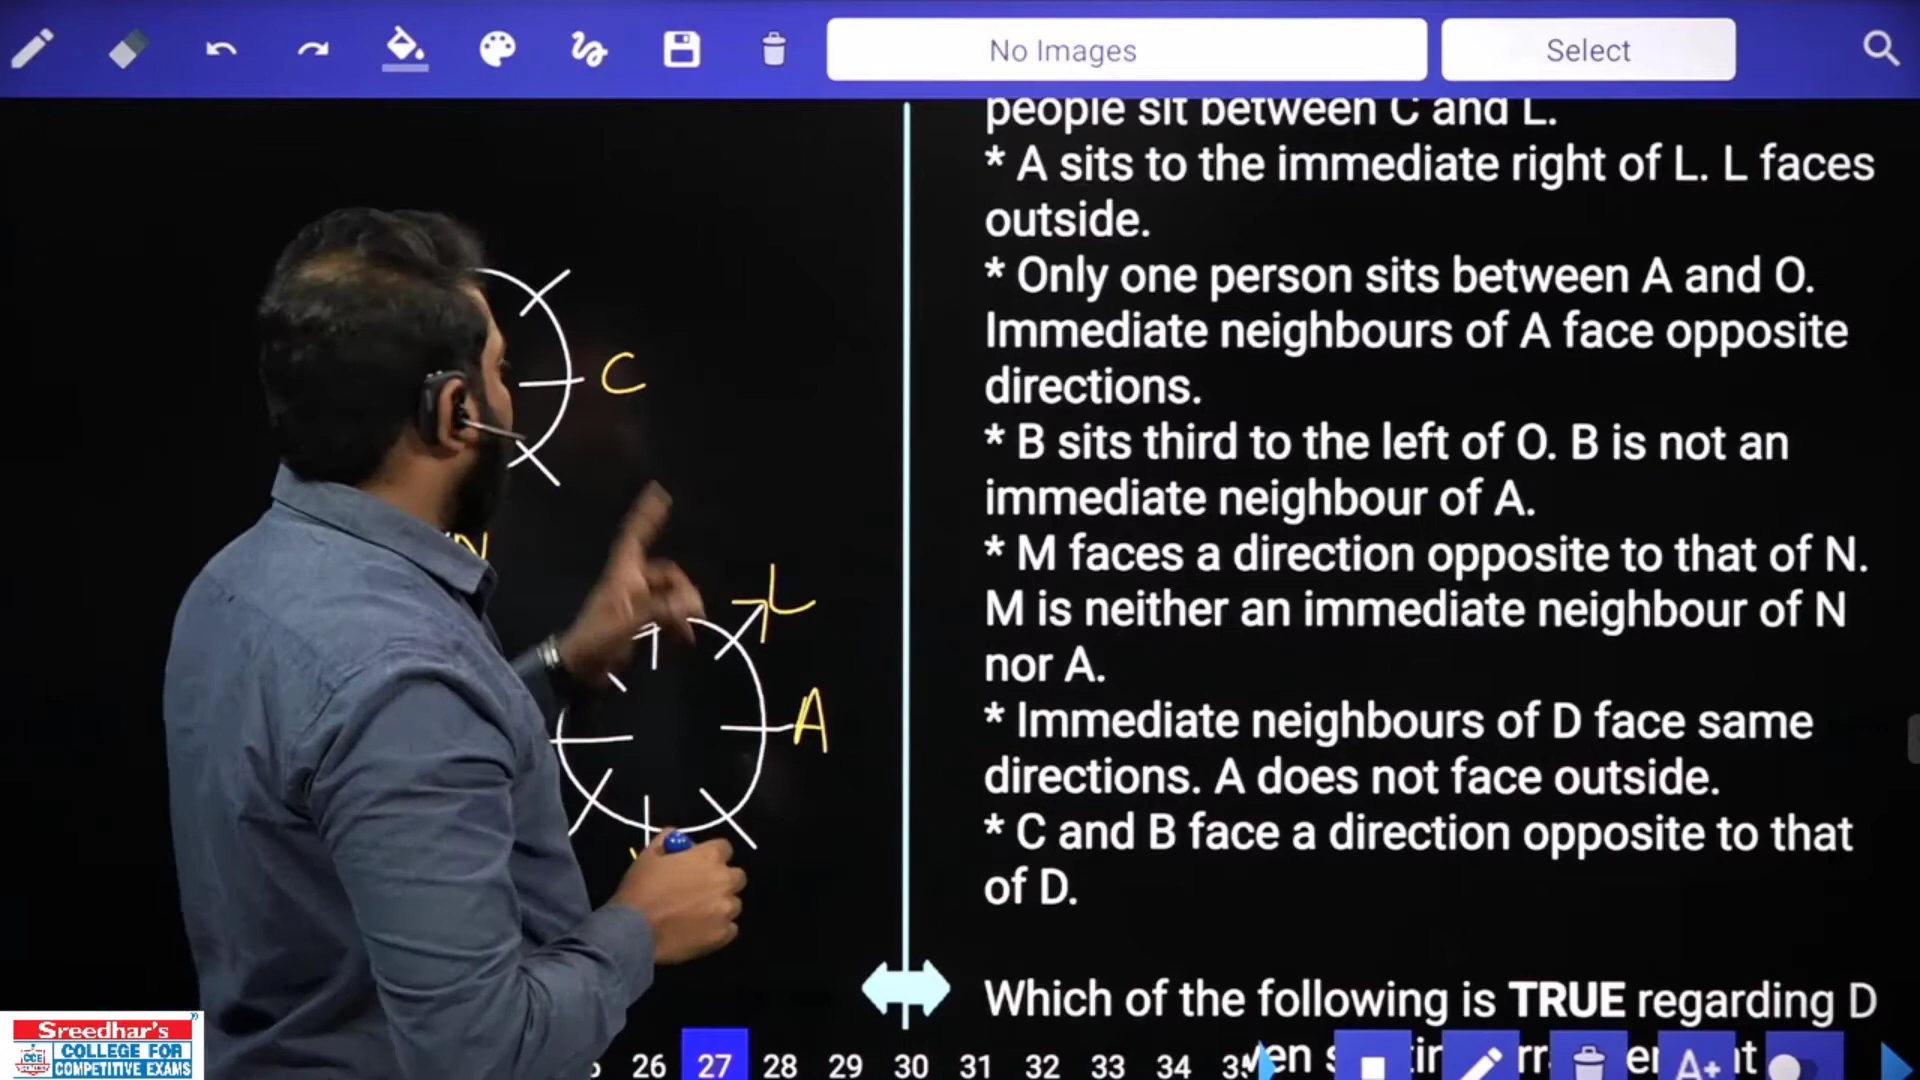 No Images
Select
people sit between C and L.
* A sits to the immediate right of L. L faces
outside.
* Only one person sits between A and O.
Immediate neighbours of A face opposite
directions.
* B sits third to the left of O. B is not an
immediate neighbour of A.
* M faces a direction opposite to that of N.
M is neither an immediate neighbour of N
nor A.
* Immediate neighbours of D face same
directions. A does not face outside.
* C and B face a direction opposite to that
of D.
Which of the following is TRUE regarding D
C
N
L
A
26 27 28 29 30 31 32 33 34
A+
Sreedhar's
CCE
COLLEGE FOR
COMPETITIVE EXAMS